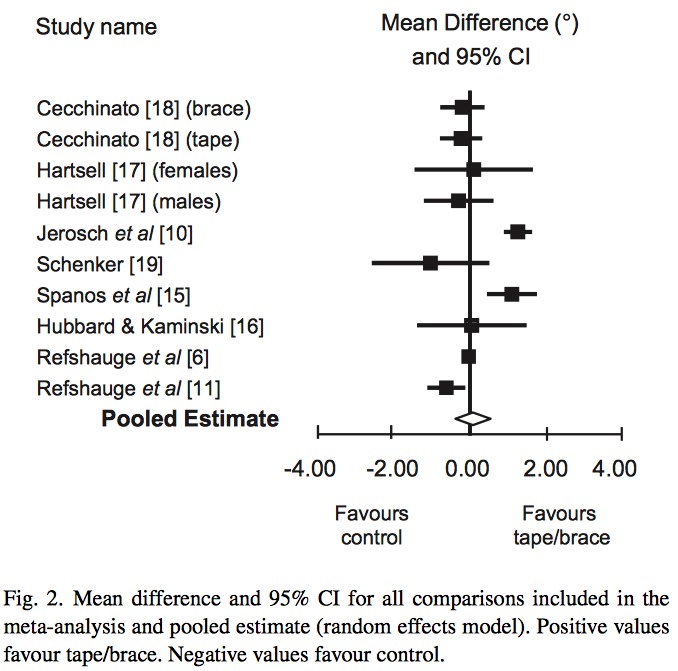 Study name
Mean Difference (°)
and 95% CI
Cecchinato [18] (brace)
Cecchinato [18] (tape)
Hartsell [17] (females)
Hartsell [17] (males)
Jerosch et al [10]
Schenker [19]
Spanos et al [15]
Hubbard & Kaminski [16]
Refshauge et al [6]
Refshauge et al [11]
Pooled Estimate
-4.00 -2.00 0.00 2.00 4.00
Favours control
Favours tape/brace
Fig. 2. Mean difference and 95% CI for all comparisons included in the
meta-analysis and pooled estimate (random effects model). Positive values
favour tape/brace. Negative values favour control.